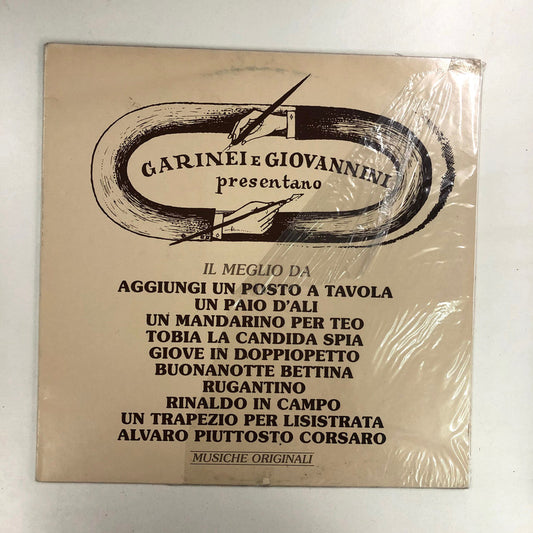 GARINEI E GIOVANNINI
presentano
IL MEGLIO DA
AGGIUNGI UN POSTO A TAVOLA
UN PAIO D'ALI
UN MANDARINO PER TEO
TOBIA LA CANDIDA SPIA
GIOVE IN DOPPIOPETTO
BUONANOTTE BETTINA
RUGANTINO
RINALDO IN CAMPO
UN TRAPEZIO PER LISISTRATA
ALVARO PIUTTOSTO CORSARO
MUSICHE ORIGINALI